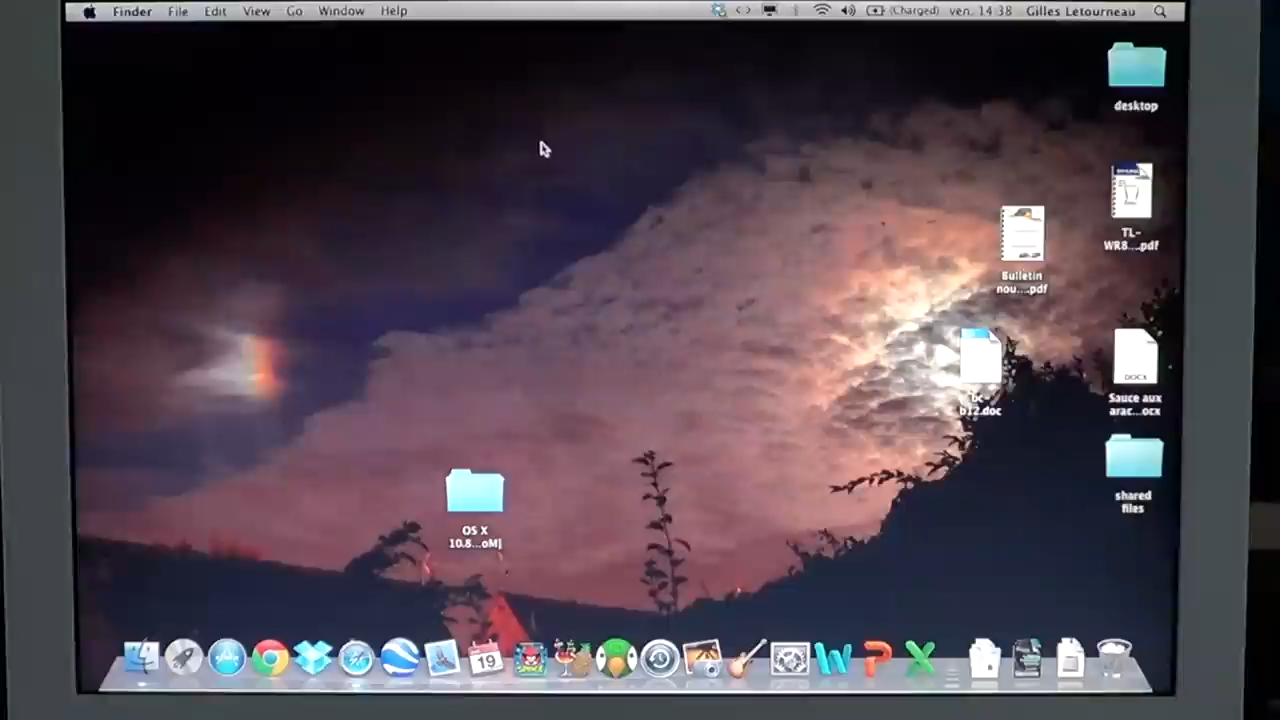 Finder File Edit View Go Window Help (Charged) ven. 14 38 Gilles Letourneau
desktop
TL-
WR8....pdf
Bulletin
nou....pdf
bc-
b12.doc
DOCX
Sauce aux
arac...ocx
shared
files
OS X
10.8...oM]
19